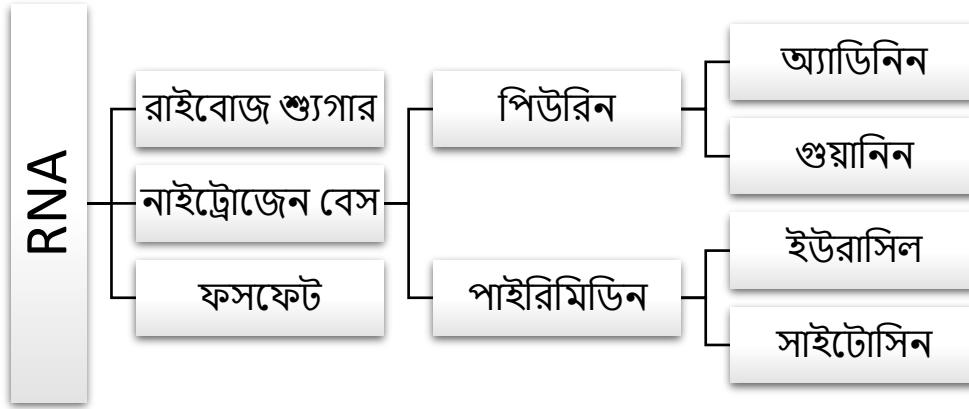 RNA
রাইবোজ শ্যুগার
নাইট্রোজেন বেস
ফসফেট
পিউরিন
পাইরিমিডিন
অ্যাডিনিন
গুয়ানিন
ইউরাসিল
সাইটোসিন